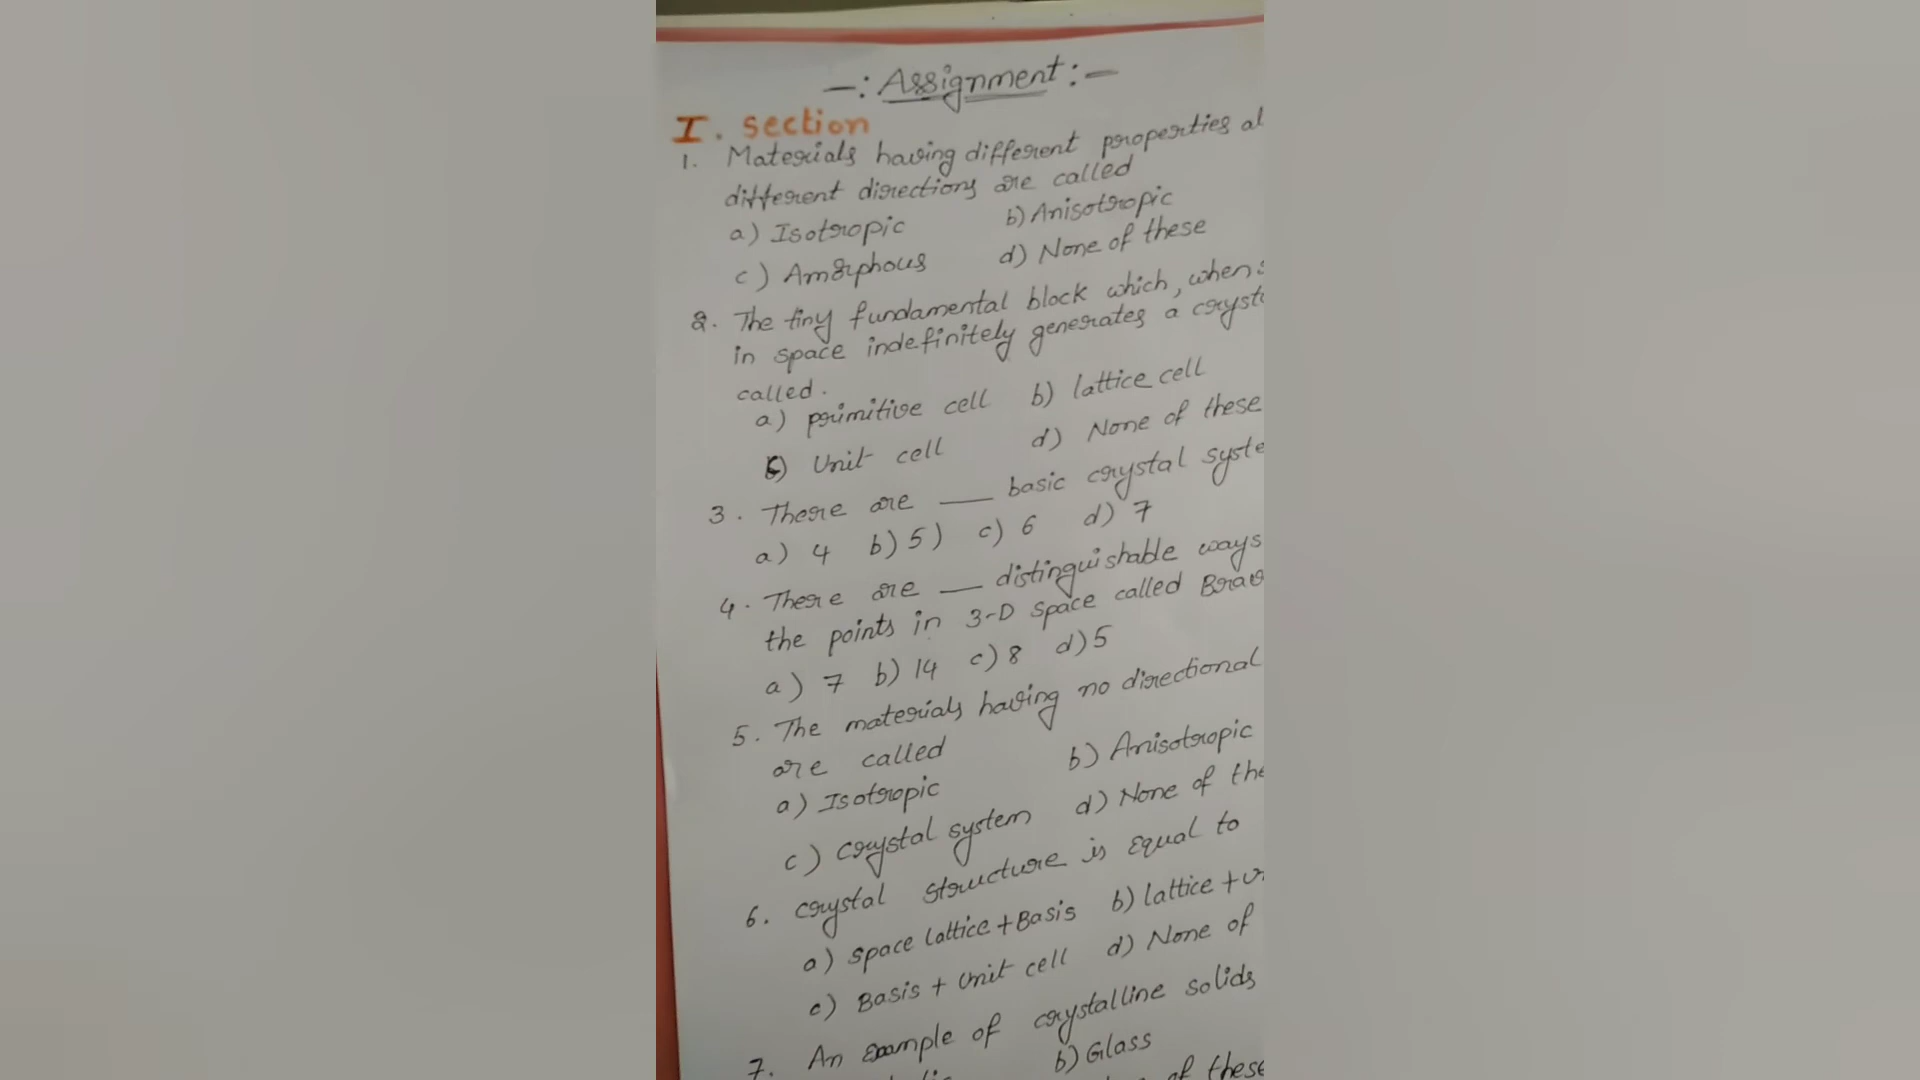 -: Assignment :-
I. section
1. Materials having different properties al
different directions are called
a) Isotropic b) Anisotropic
c) Amorphous d) None of these
2. The tiny fundamental block which, when
in space indefinitely generates a cryst
called.
a) primitive cell b) lattice cell
c) Unit cell d) None of these
3. There are ___ basic crystal syste
a) 4 b) 5) c) 6 d) 7
4. There are ___ distinguishable ways
the points in 3-D space called Brav
a) 7 b) 14 c) 8 d) 5
5. The materials having no directional
are called
a) Isotropic b) Anisotropic
c) crystal system d) None of the
6. crystal structure is Equal to
a) space lattice + Basis b) lattice + un
c) Basis + Unit cell d) None of
7. An Example of crystalline solids
b) Glass
of these